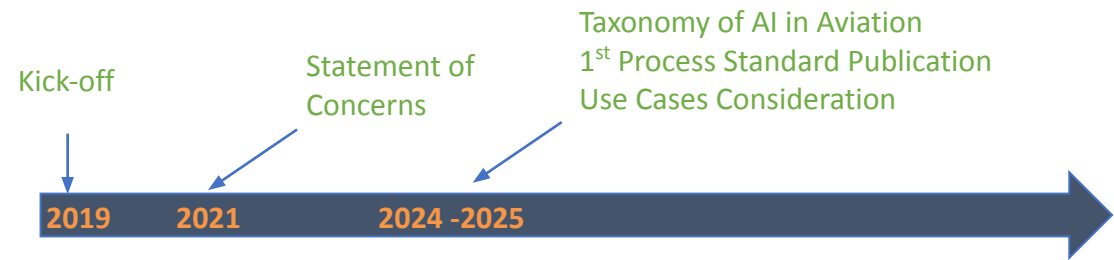 Taxonomy of AI in Aviation
1st Process Standard Publication
Use Cases Consideration
Statement of
Concerns
Kick-off
2019
2021
2024 -2025